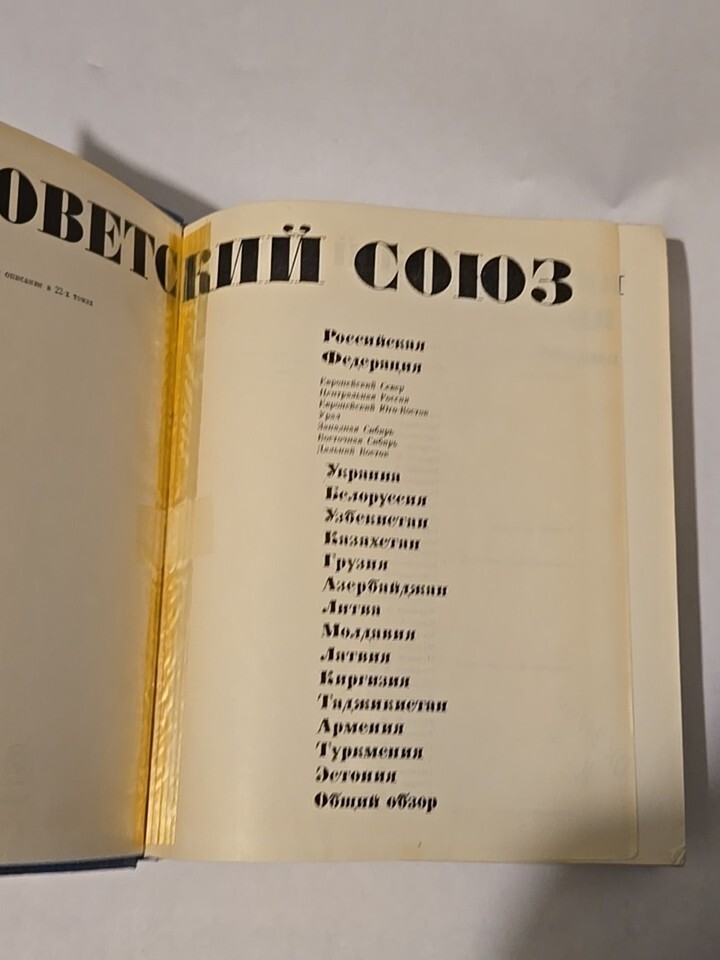 ОВЕТСКИЙ СОЮЗ
описание в 22-х томах
Российская
Федерация
Европейский Север
Центральная Россия
Европейский Юго-Восток
Урал
Западная Сибирь
Восточная Сибирь
Дальний Восток
Украина
Белоруссия
Узбекистан
Казахстан
Грузия
Азербайджан
Литва
Молдавия
Латвия
Киргизия
Таджикистан
Армения
Туркмения
Эстония
Общий обзор